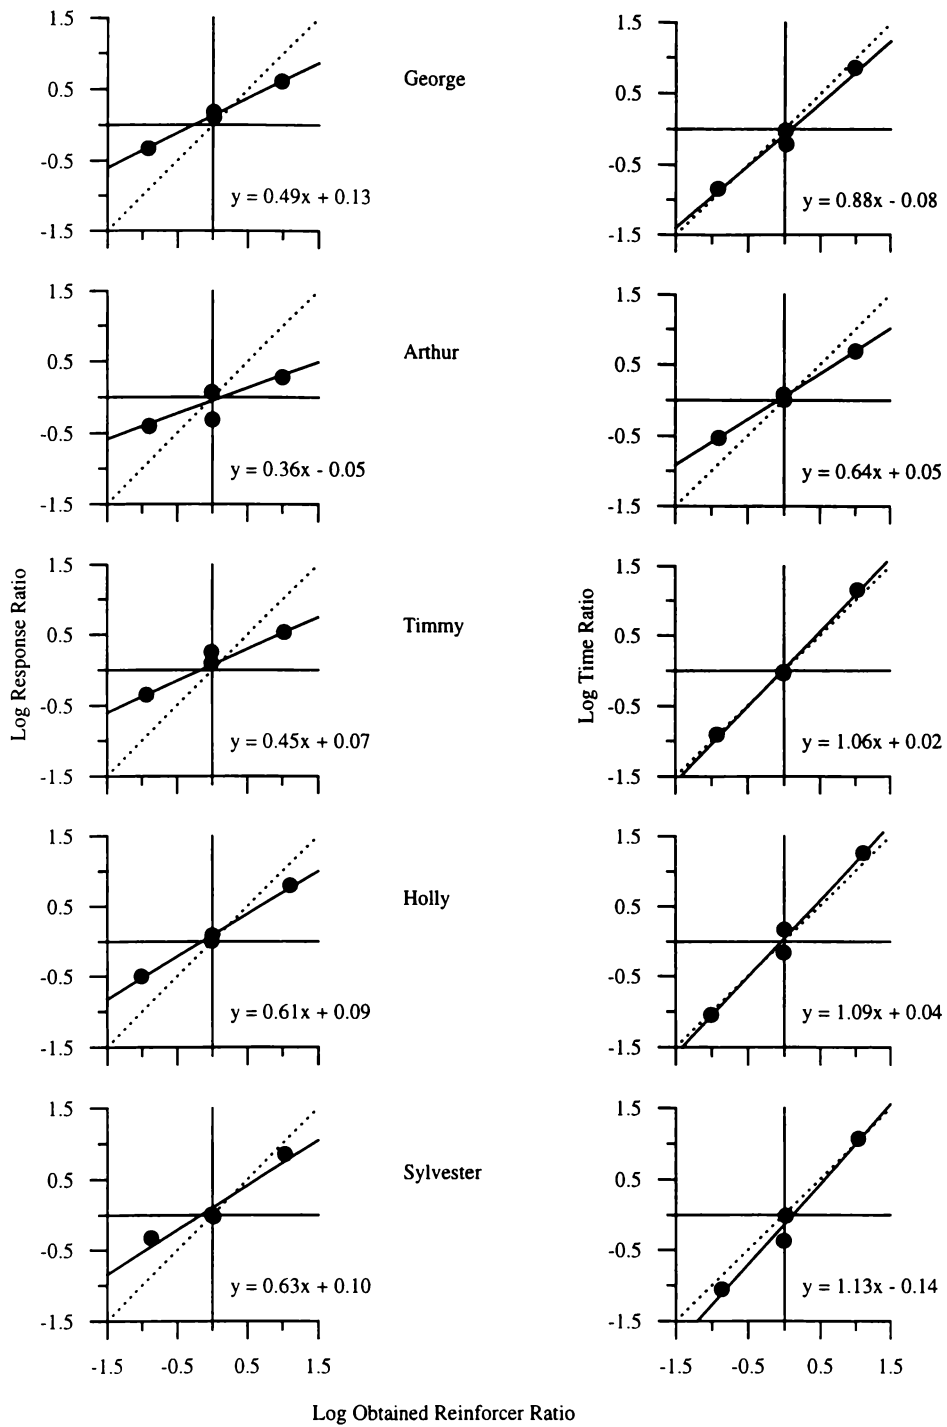 1.5
0.5
-0.5
-1.5
y = 0.49x + 0.13
George
1.5
0.5
-0.5
-1.5
y = 0.88x - 0.08
1.5
0.5
-0.5
-1.5
y = 0.36x - 0.05
Arthur
1.5
0.5
-0.5
-1.5
y = 0.64x + 0.05
Log Response Ratio
1.5
0.5
-0.5
-1.5
y = 0.45x + 0.07
Timmy
Log Time Ratio
1.5
0.5
-0.5
-1.5
y = 1.06x + 0.02
1.5
0.5
-0.5
-1.5
y = 0.61x + 0.09
Holly
1.5
0.5
-0.5
-1.5
y = 1.09x + 0.04
1.5
0.5
-0.5
-1.5
y = 0.63x + 0.10
-1.5 -0.5 0.5 1.5
Sylvester
1.5
0.5
-0.5
-1.5
y = 1.13x - 0.14
-1.5 -0.5 0.5 1.5
Log Obtained Reinforcer Ratio